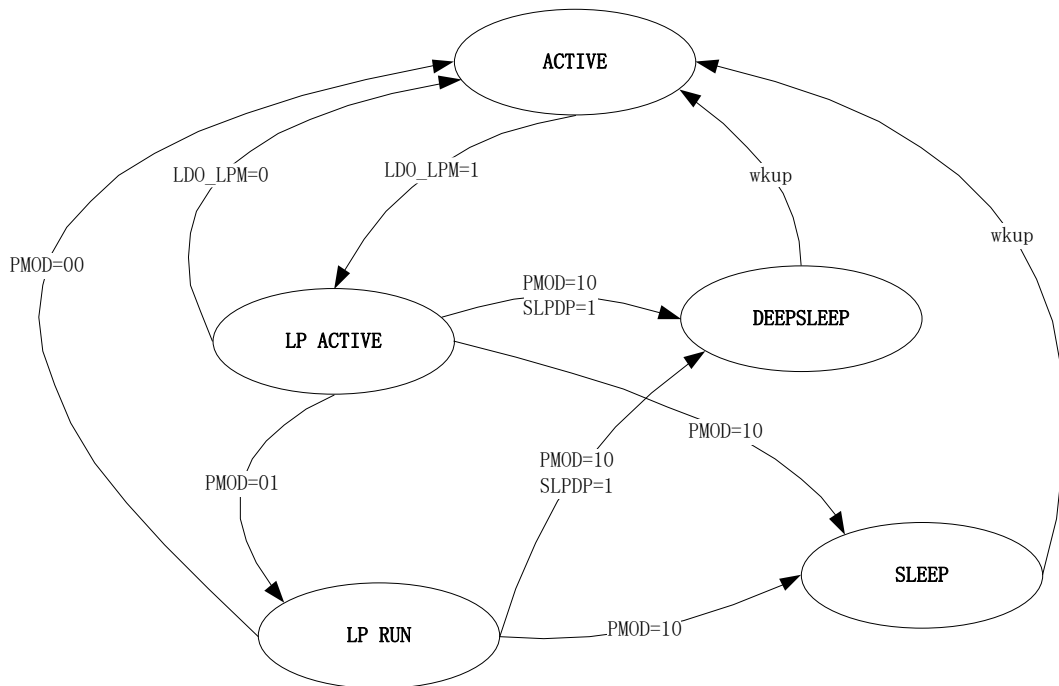 ACTIVE
LDO_LPM=0
LDO_LPM=1
wkup
wkup
PMOD=00
PMOD=10
SLPDP=1
DEEPSLEEP
LP ACTIVE
PMOD=10
PMOD=10
SLPDP=1
PMOD=01
SLEEP
LP RUN
PMOD=10